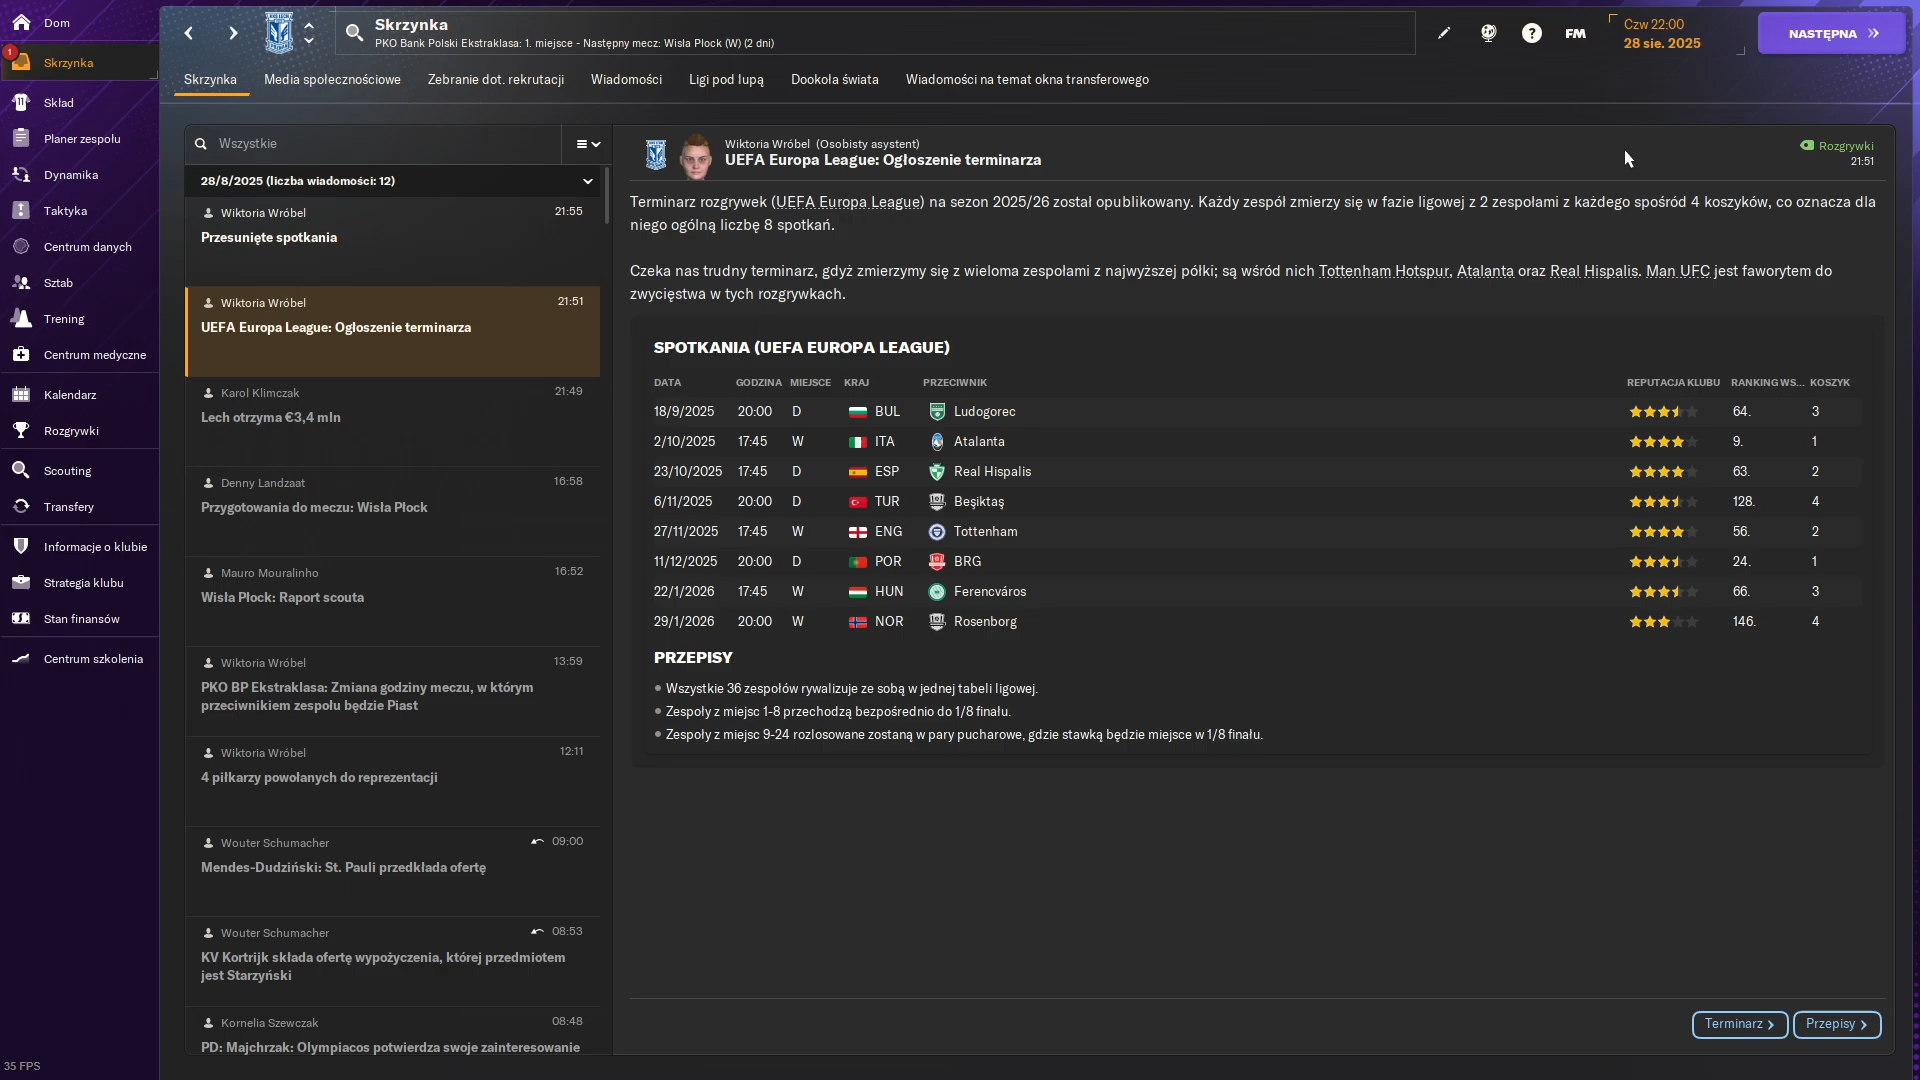 Dom
1
Skrzynka
Skład
Planer zespołu
Dynamika
Taktyka
Centrum danych
Sztab
Trening
Centrum medyczne
Kalendarz
Rozgrywki
Scouting
Transfery
Informacje o klubie
Strategia klubu
Stan finansów
Centrum szkolenia
35 FPS
Skrzynka
PKO Bank Polski Ekstraklasa: 1. miejsce - Następny mecz: Wisła Płock (W) (2 dni)
FM
Czw 22:00
28 sie. 2025
NASTĘPNA
Skrzynka Media społecznościowe Zebranie dot. rekrutacji Wiadomości Ligi pod lupą Dookoła świata Wiadomości na temat okna transferowego
Wszystkie
28/8/2025 (liczba wiadomości: 12)
Wiktoria Wróbel 21:55
Przesunięte spotkania
Wiktoria Wróbel 21:51
UEFA Europa League: Ogłoszenie terminarza
Karol Klimczak 21:49
Lech otrzyma €3,4 mln
Denny Landzaat 16:58
Przygotowania do meczu: Wisła Płock
Mauro Mouralinho 16:52
Wisła Płock: Raport scouta
Wiktoria Wróbel 13:59
PKO BP Ekstraklasa: Zmiana godziny meczu, w którym
przeciwnikiem zespołu będzie Piast
Wiktoria Wróbel 12:11
4 piłkarzy powołanych do reprezentacji
Wouter Schumacher 09:00
Mendes-Dudziński: St. Pauli przedkłada ofertę
Wouter Schumacher 08:53
KV Kortrijk składa ofertę wypożyczenia, której przedmiotem
jest Starzyński
Kornelia Szewczak 08:48
PD: Majchrzak: Olympiacos potwierdza swoje zainteresowanie
Wiktoria Wróbel (Osobisty asystent)
UEFA Europa League: Ogłoszenie terminarza
Rozgrywki
21:51
Terminarz rozgrywek (UEFA Europa League) na sezon 2025/26 został opublikowany. Każdy zespół zmierzy się w fazie ligowej z 2 zespołami z każdego spośród 4 koszyków, co oznacza dla
niego ogólną liczbę 8 spotkań.
Czeka nas trudny terminarz, gdyż zmierzymy się z wieloma zespołami z najwyższej półki; są wśród nich Tottenham Hotspur, Atalanta oraz Real Hispalis. Man UFC jest faworytem do
zwycięstwa w tych rozgrywkach.
SPOTKANIA (UEFA EUROPA LEAGUE)
DATA GODZINA MIEJSCE KRAJ PRZECIWNIK REPUTACJA KLUBU RANKING WS... KOSZYK
18/9/2025 20:00 D BUL Ludogorec 64. 3
2/10/2025 17:45 W ITA Atalanta 9. 1
23/10/2025 17:45 D ESP Real Hispalis 63. 2
6/11/2025 20:00 D TUR Beşiktaş 128. 4
27/11/2025 17:45 W ENG Tottenham 56. 2
11/12/2025 20:00 D POR BRG 24. 1
22/1/2026 17:45 W HUN Ferencváros 66. 3
29/1/2026 20:00 W NOR Rosenborg 146. 4
PRZEPISY
Wszystkie 36 zespołów rywalizuje ze sobą w jednej tabeli ligowej.
Zespoły z miejsc 1-8 przechodzą bezpośrednio do 1/8 finału.
Zespoły z miejsc 9-24 rozlosowane zostaną w pary pucharowe, gdzie stawką będzie miejsce w 1/8 finału.
Terminarz Przepisy